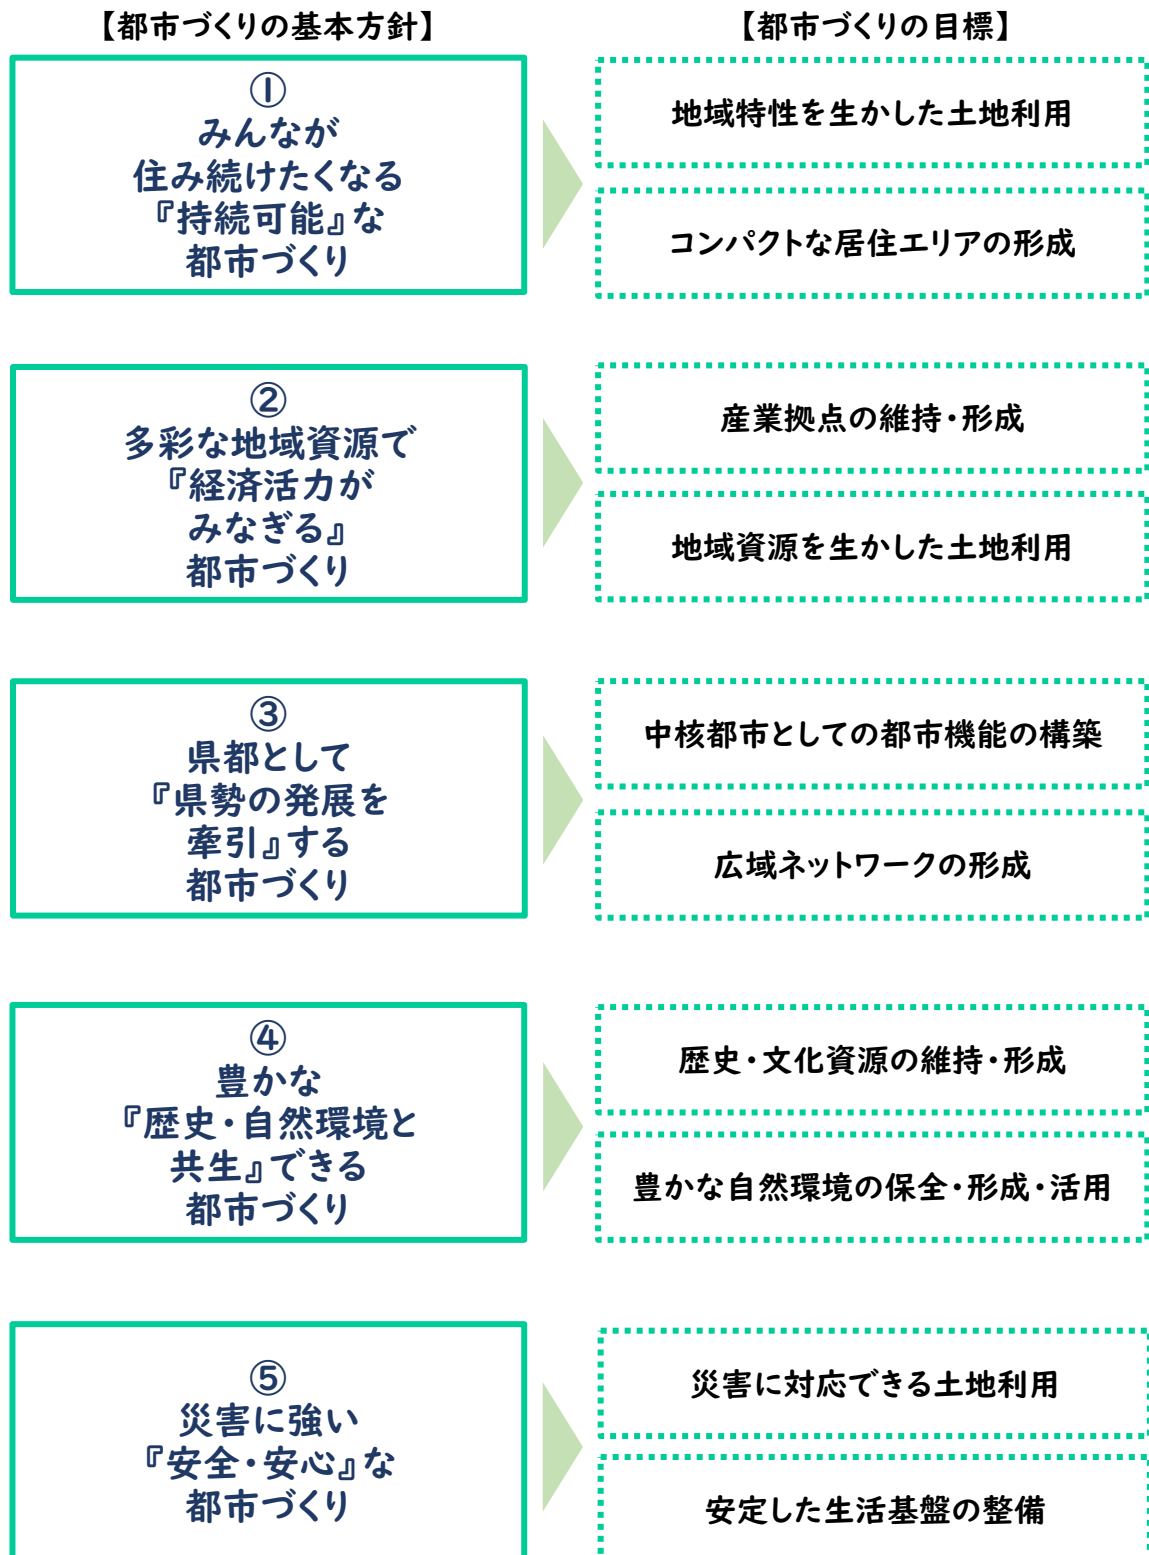 【都市づくりの基本方針】
【都市づくりの目標】
①
みんなが
住み続けたくなる
『持続可能』な
都市づくり
地域特性を生かした土地利用
コンパクトな居住エリアの形成
②
多彩な地域資源で
『経済活力が
みなぎる』
都市づくり
産業拠点の維持・形成
地域資源を生かした土地利用
③
県都として
『県勢の発展を
牽引』する
都市づくり
中核都市としての都市機能の構築
広域ネットワークの形成
④
豊かな
『歴史・自然環境と
共生』できる
都市づくり
歴史・文化資源の維持・形成
豊かな自然環境の保全・形成・活用
⑤
災害に強い
『安全・安心』な
都市づくり
災害に対応できる土地利用
安定した生活基盤の整備